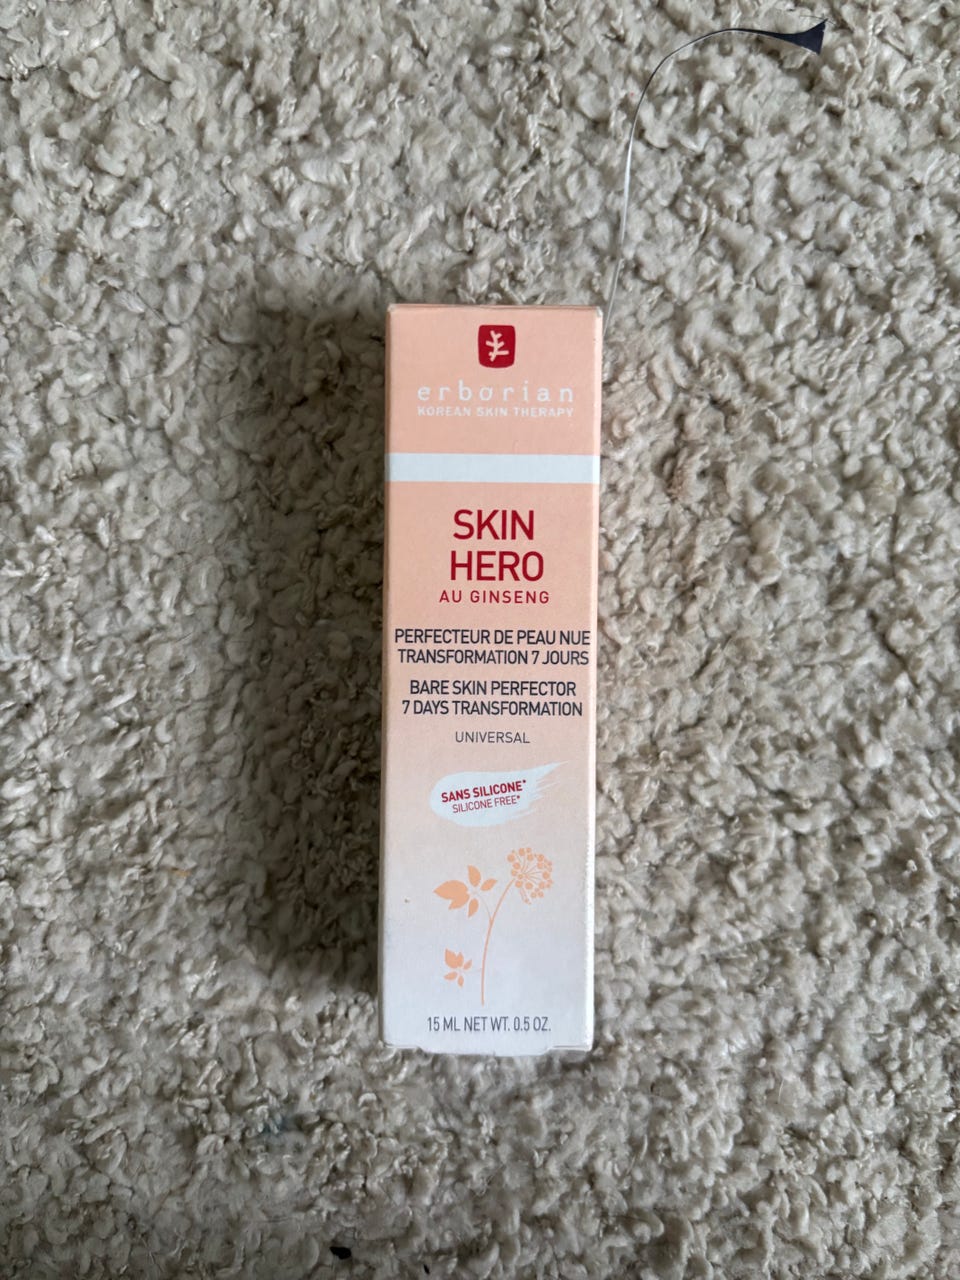 erborian
KOREAN SKIN THERAPY
SKIN
HERO
AU GINSENG
PERFECTEUR DE PEAU NUE
TRANSFORMATION 7 JOURS
BARE SKIN PERFECTOR
7 DAYS TRANSFORMATION
UNIVERSAL
SANS SILICONE*
SILICONE FREE*
15 ML NET WT. 0.5 OZ.